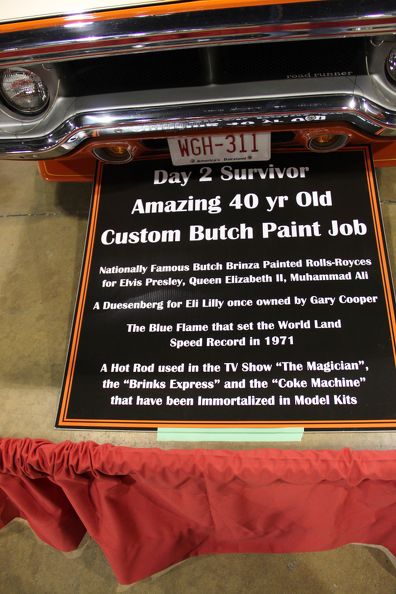 road runner
WGH-311
America's Dairyland
Day 2 Survivor
Amazing 40 yr Old
Custom Butch Paint Job
Nationally Famous Butch Brinza Painted Rolls-Royces
for Elvis Presley, Queen Elizabeth II, Muhammad Ali
A Duesenberg for Eli Lilly once owned by Gary Cooper
The Blue Flame that set the World Land
Speed Record in 1971
A Hot Rod used in the TV Show “The Magician”,
the “Brinks Express” and the “Coke Machine”
that have been Immortalized in Model Kits